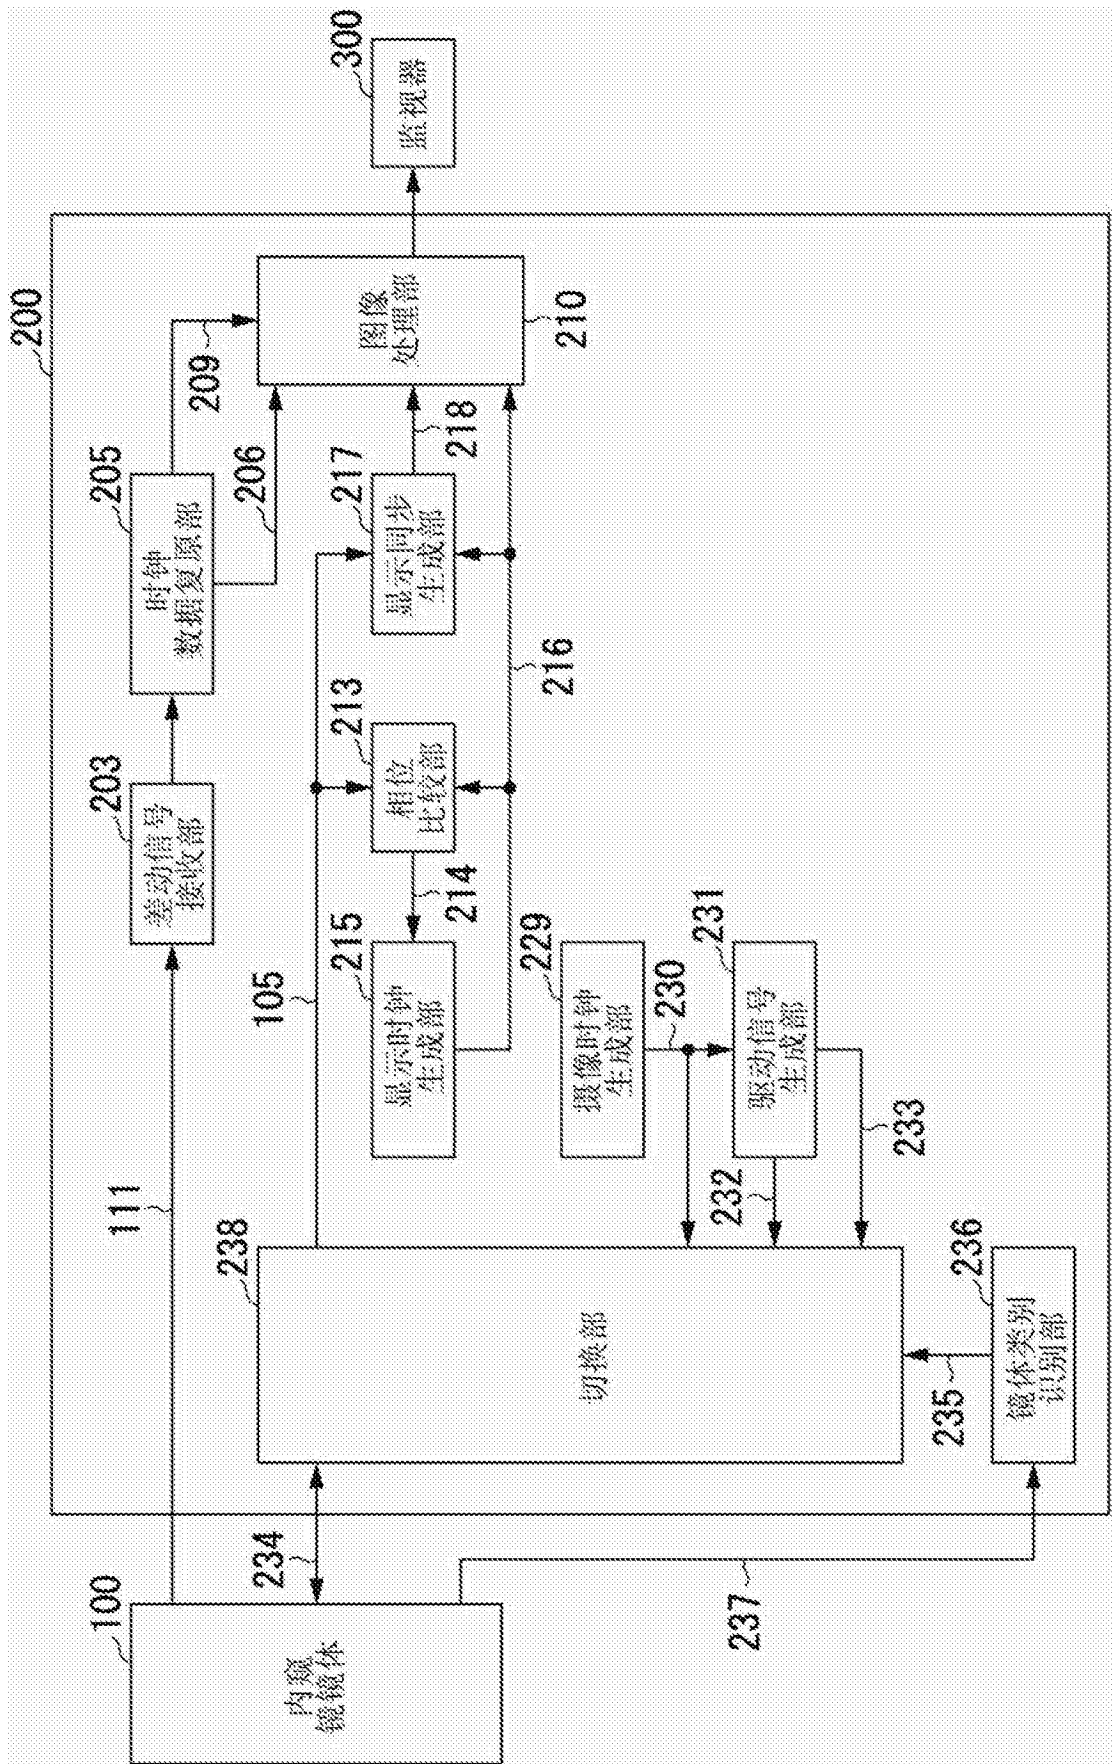 200
100
内窥
镜镜体
111
234
237
203
差动信号
接收部
205
时钟
数据复原部
209
206
105
238
切换部
215
显示时钟
生成部
214
213
相位
比较部
217
显示同步
生成部
218
216
图像
处理部
210
监视器
300
229
摄像时钟
生成部
230
231
驱动信号
生成部
232
233
235
236
镜体类别
识别部